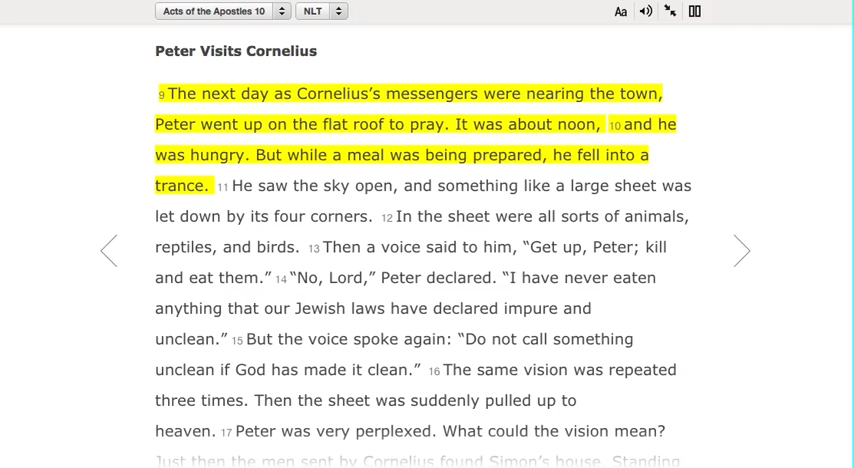 Acts of the Apostles 10 NLT Aa
Peter Visits Cornelius
9 The next day as Cornelius’s messengers were nearing the town,
Peter went up on the flat roof to pray. It was about noon, 10 and he
was hungry. But while a meal was being prepared, he fell into a
trance. 11 He saw the sky open, and something like a large sheet was
let down by its four corners. 12 In the sheet were all sorts of animals,
reptiles, and birds. 13 Then a voice said to him, “Get up, Peter; kill
and eat them.” 14 “No, Lord,” Peter declared. “I have never eaten
anything that our Jewish laws have declared impure and
unclean.” 15 But the voice spoke again: “Do not call something
unclean if God has made it clean.” 16 The same vision was repeated
three times. Then the sheet was suddenly pulled up to
heaven. 17 Peter was very perplexed. What could the vision mean?
Just then the men sent by Cornelius found Simon’s house. Standing